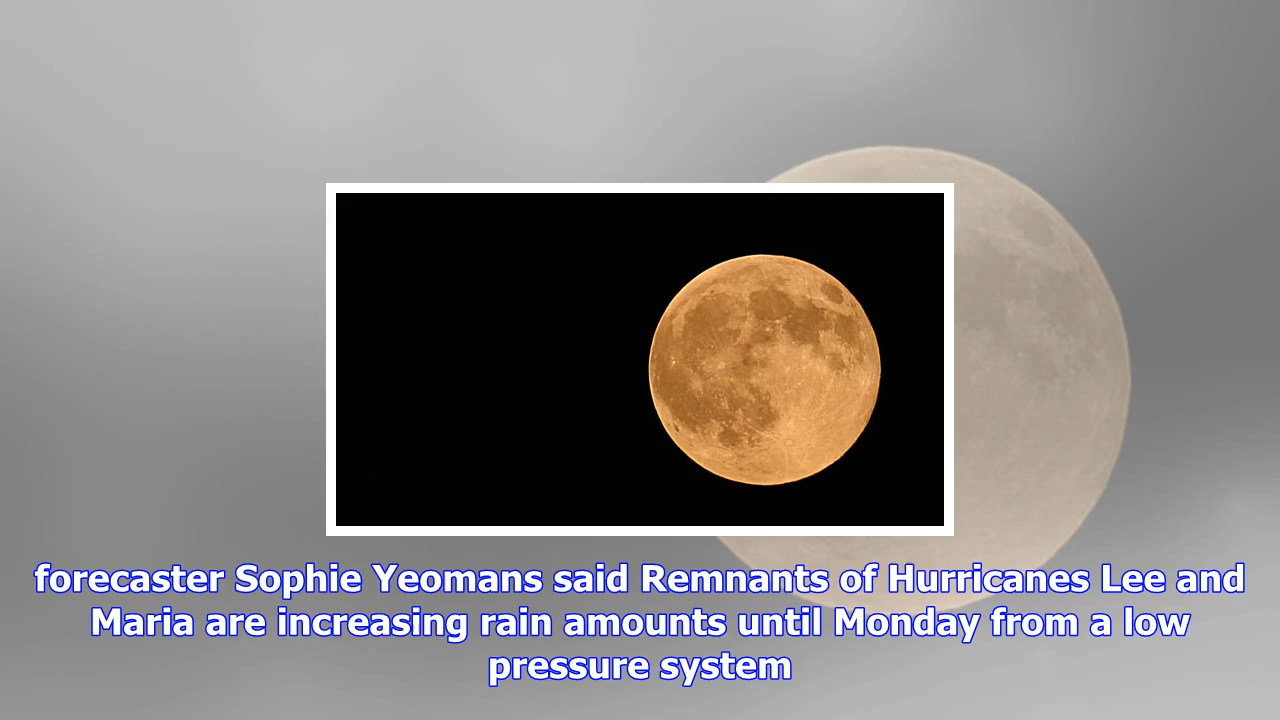 forecaster Sophie Yeomans said Remnants of Hurricanes Lee and
Maria are increasing rain amounts until Monday from a low
pressure system